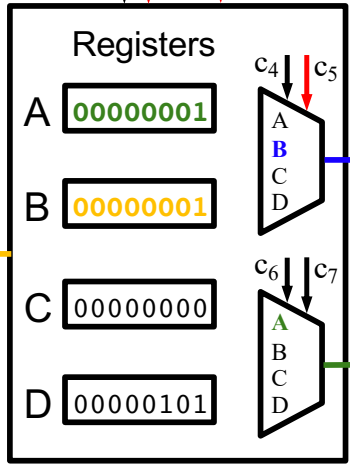 Registers
A 00000001
B 00000001
C 00000000
D 00000101
c4 c5
A
B
C
D
c6 c7
A
B
C
D